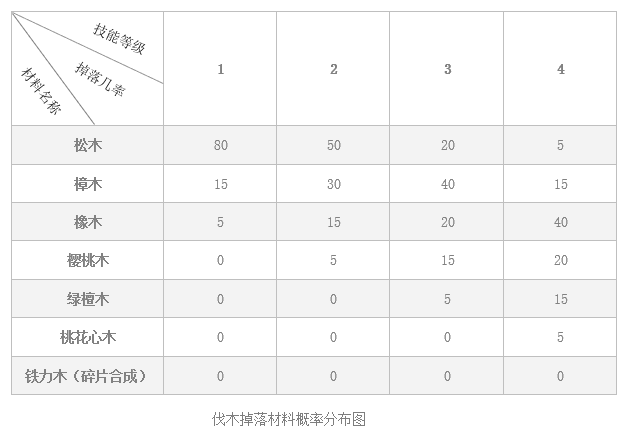 技能等级
掉落几率
材料名称
1 2 3 4
松木 80 50 20 5
樟木 15 30 40 15
橡木 5 15 20 40
樱桃木 0 5 15 20
绿檀木 0 0 5 15
桃花心木 0 0 0 5
铁力木（碎片合成） 0 0 0 0
伐木掉落材料概率分布图